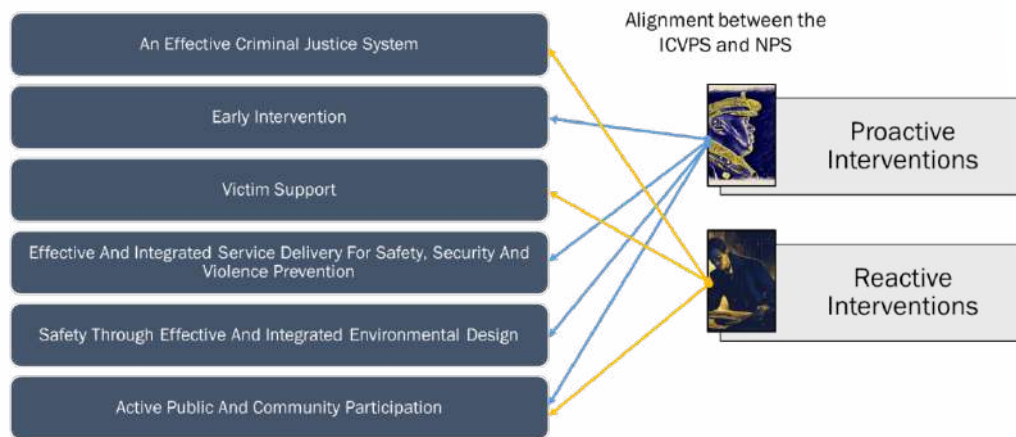 An Effective Criminal Justice System
Early Intervention
Victim Support
Effective And Integrated Service Delivery For Safety, Security And
Violence Prevention
Safety Through Effective And Integrated Environmental Design
Active Public And Community Participation
Alignment between the
ICVPS and NPS
Proactive
Interventions
Reactive
Interventions